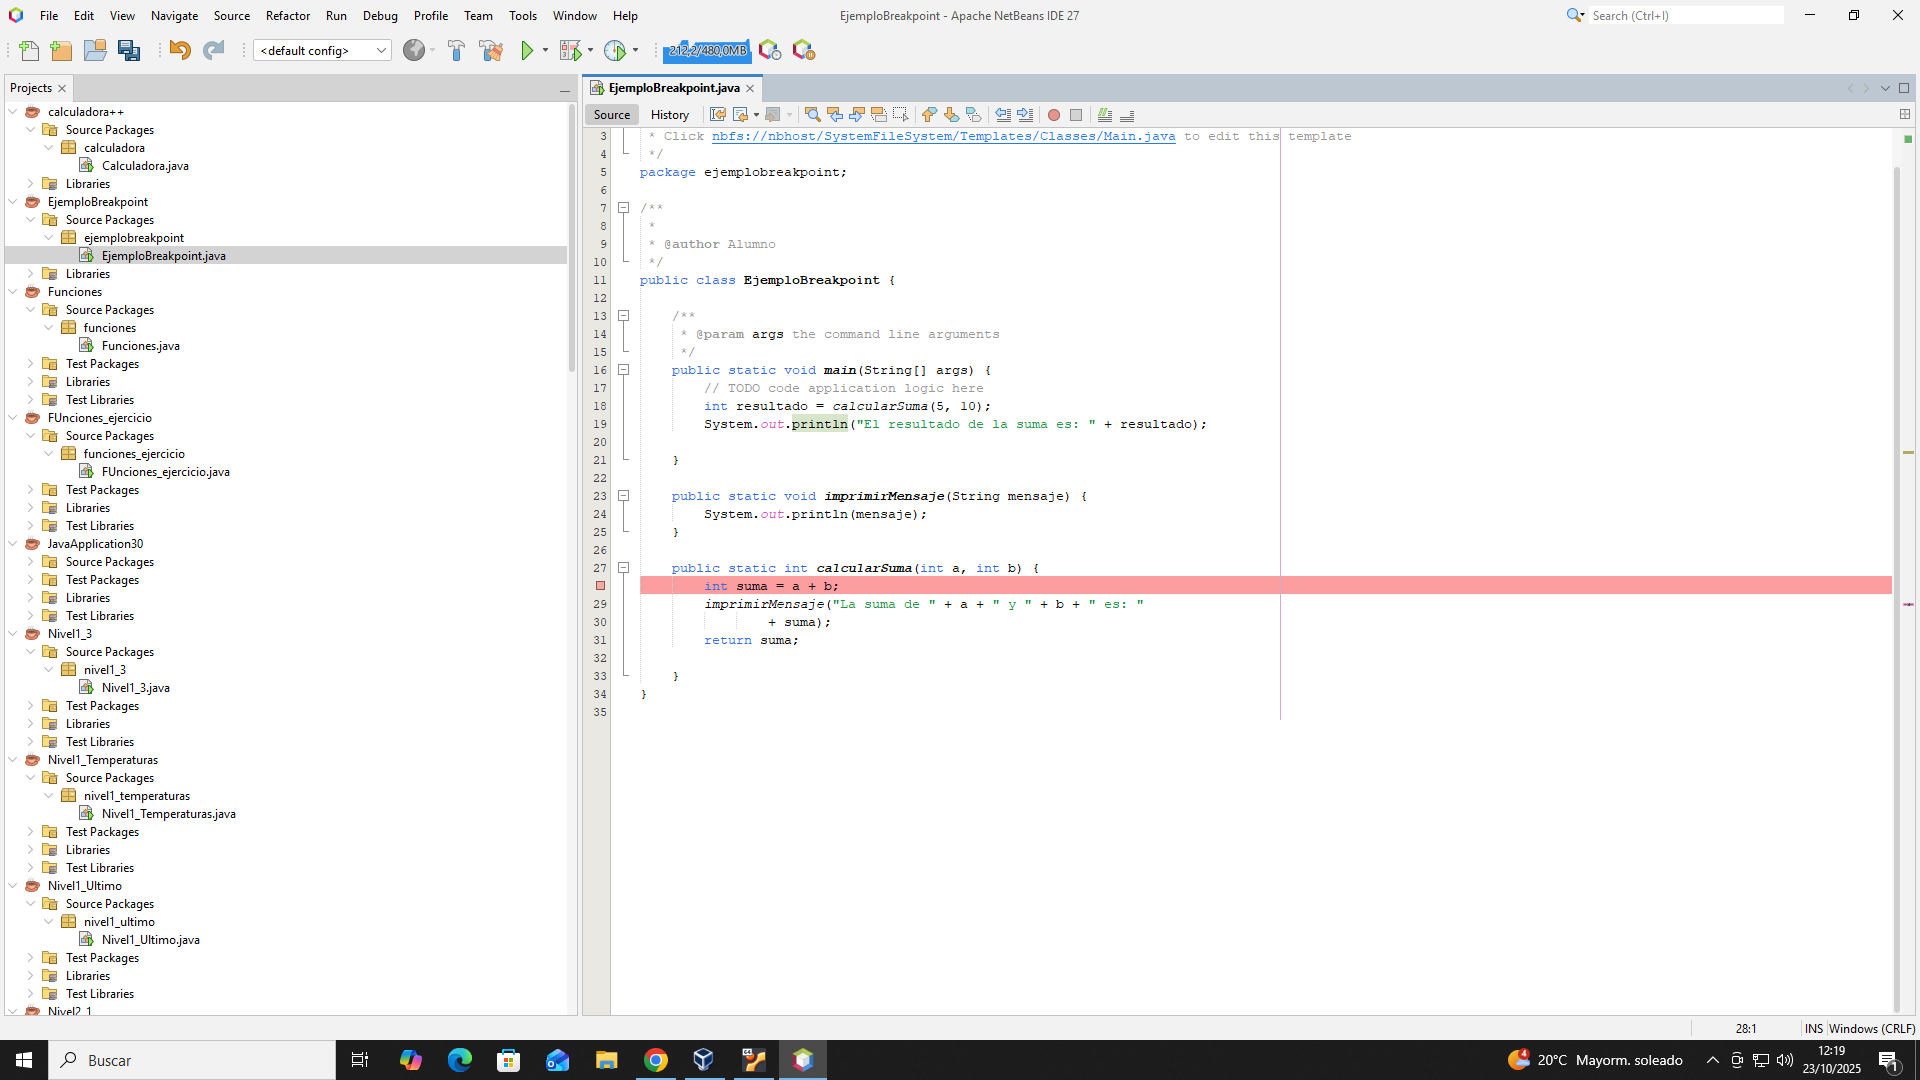 File Edit View Navigate Source Refactor Run Debug Profile Team Tools Window Help
EjemploBreakpoint - Apache NetBeans IDE 27
Search (Ctrl+I)
<default config>
212,2/480,0MB
Projects
calculadora++
Source Packages
calculadora
Calculadora.java
Libraries
EjemploBreakpoint
Source Packages
ejemplobreakpoint
EjemploBreakpoint.java
Libraries
Funciones
Source Packages
funciones
Funciones.java
Test Packages
Libraries
Test Libraries
FUnciones_ejercicio
Source Packages
funciones_ejercicio
FUnciones_ejercicio.java
Test Packages
Libraries
Test Libraries
JavaApplication30
Source Packages
Test Packages
Libraries
Test Libraries
Nivel1_3
Source Packages
nivel1_3
Nivel1_3.java
Test Packages
Libraries
Test Libraries
Nivel1_Temperaturas
Source Packages
nivel1_temperaturas
Nivel1_Temperaturas.java
Test Packages
Libraries
Test Libraries
Nivel1_Ultimo
Source Packages
nivel1_ultimo
Nivel1_Ultimo.java
Test Packages
Libraries
Test Libraries
Nivel2_1
EjemploBreakpoint.java
Source History
3 * Click nbfs://nbhost/SystemFileSystem/Templates/Classes/Main.java to edit this template
4 */
5 package ejemplobreakpoint;
6
7 /**
8 *
9 * @author Alumno
10 */
11 public class EjemploBreakpoint {
12
13 /**
14 * @param args the command line arguments
15 */
16 public static void main(String[] args) {
17 // TODO code application logic here
18 int resultado = calcularSuma(5, 10);
19 System.out.println("El resultado de la suma es: " + resultado);
20
21 }
22
23 public static void imprimirMensaje(String mensaje) {
24 System.out.println(mensaje);
25 }
26
27 public static int calcularSuma(int a, int b) {
int suma = a + b;
29 imprimirMensaje("La suma de " + a + " y " + b + " es: "
30 + suma);
31 return suma;
32
33 }
34 }
35
28:1 INS Windows (CRLF)
Buscar
64
4
20°C Mayorm. soleado
12:19
23/10/2025
1